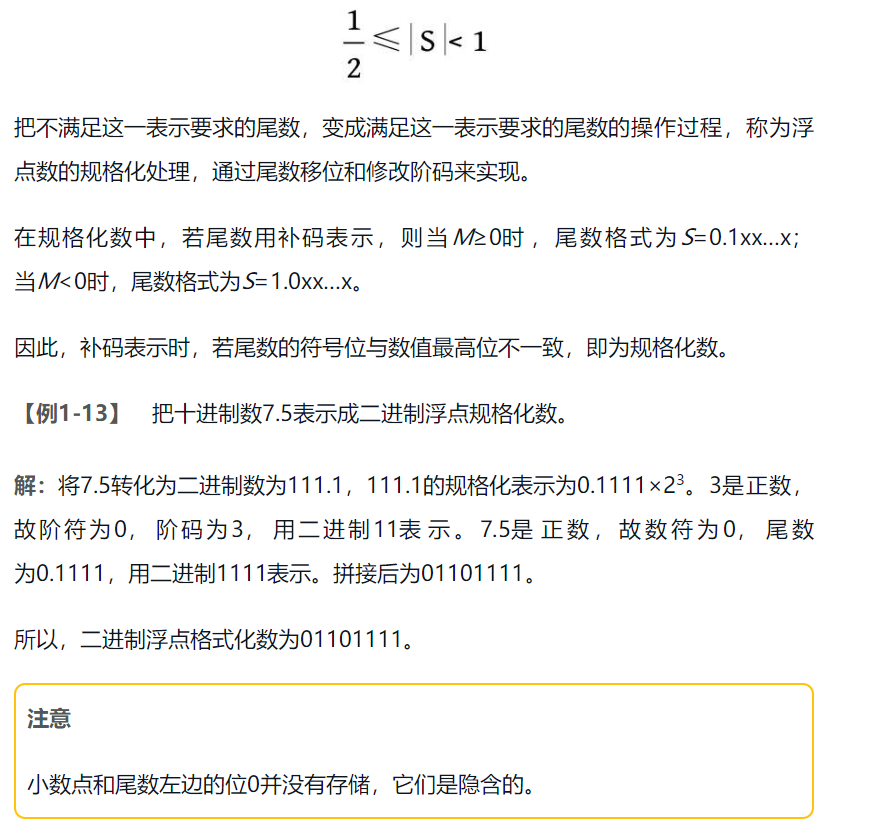 1/2 ≤ |S| < 1
把不满足这一表示要求的尾数，变成满足这一表示要求的尾数的操作过程，称为浮
点数的规格化处理，通过尾数移位和修改阶码来实现。
在规格化数中，若尾数用补码表示，则当M≥0时，尾数格式为S=0.1xx…x；
当M<0时，尾数格式为S=1.0xx…x。
因此，补码表示时，若尾数的符号位与数值最高位不一致，即为规格化数。
【例1-13】 把十进制数7.5表示成二进制浮点规格化数。
解：将7.5转化为二进制数为111.1，111.1的规格化表示为0.1111×2³。3是正数，
故阶符为0，阶码为3，用二进制11表示。7.5是正数，故数符为0，尾数
为0.1111，用二进制1111表示。拼接后为01101111。
所以，二进制浮点格式化数为01101111。
注意
小数点和尾数左边的位0并没有存储，它们是隐含的。